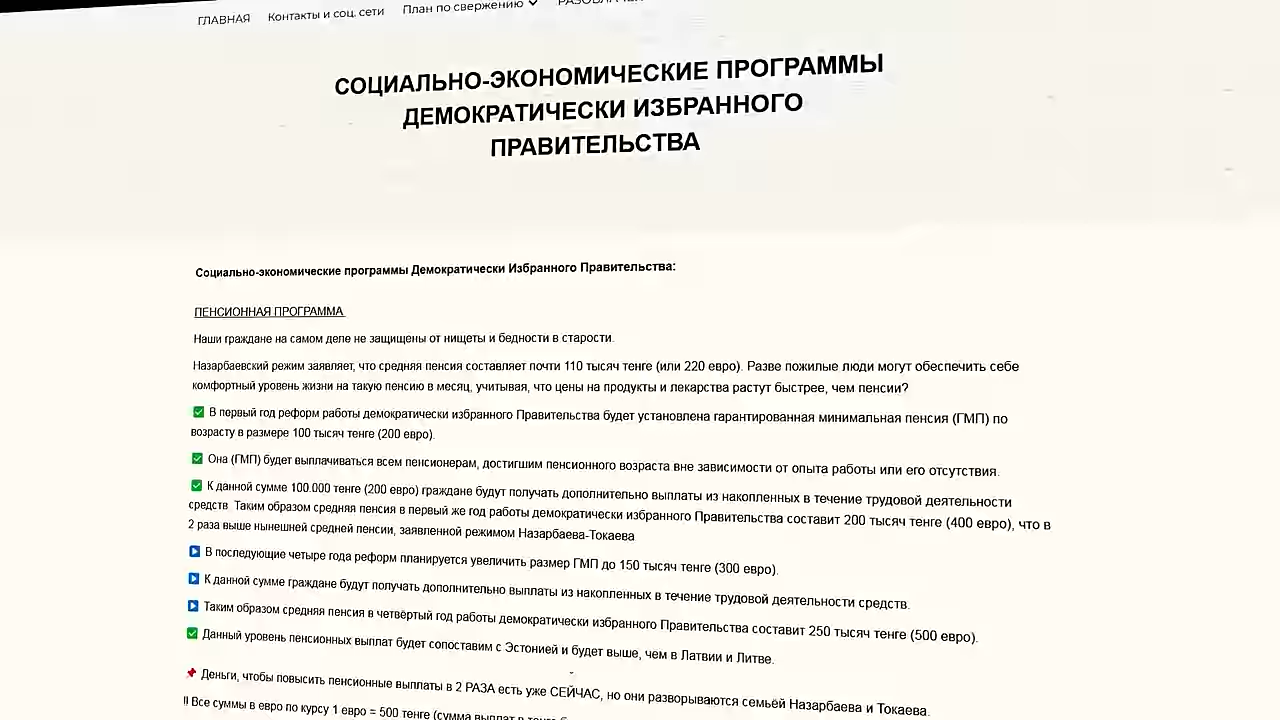 ГЛАВНАЯ Контакты и соц. сети План по свержению
СОЦИАЛЬНО-ЭКОНОМИЧЕСКИЕ ПРОГРАММЫ
ДЕМОКРАТИЧЕСКИ ИЗБРАННОГО
ПРАВИТЕЛЬСТВА
Социально-экономические программы Демократически Избранного Правительства:
ПЕНСИОННАЯ ПРОГРАММА
Наши граждане на самом деле не защищены от нищеты и бедности в старости.
Назарбаевский режим заявляет, что средняя пенсия составляет почти 110 тысяч тенге (или 220 евро). Разве пожилые люди могут обеспечить себе
комфортный уровень жизни на такую пенсию в месяц, учитывая, что цены на продукты и лекарства растут быстрее, чем пенсии?
✅ В первый год реформ работы демократически избранного Правительства будет установлена гарантированная минимальная пенсия (ГМП) по
возрасту в размере 100 тысяч тенге (200 евро).
✅ Она (ГМП) будет выплачиваться всем пенсионерам, достигшим пенсионного возраста вне зависимости от опыта работы или его отсутствия.
✅ К данной сумме 100.000 тенге (200 евро) граждане будут получать дополнительно выплаты из накопленных в течение трудовой деятельности
средств Таким образом средняя пенсия в первый же год работы демократически избранного Правительства составит 200 тысяч тенге (400 евро), что в
2 раза выше нынешней средней пенсии, заявленной режимом Назарбаева-Токаева
▶ В последующие четыре года реформ планируется увеличить размер ГМП до 150 тысяч тенге (300 евро).
▶ К данной сумме граждане будут получать дополнительно выплаты из накопленных в течение трудовой деятельности средств.
▶ Таким образом средняя пенсия в четвёртый год работы демократически избранного Правительства составит 250 тысяч тенге (500 евро).
✅ Данный уровень пенсионных выплат будет сопоставим с Эстонией и будет выше, чем в Латвии и Литве.
📌 Деньги, чтобы повысить пенсионные выплаты в 2 РАЗА есть уже СЕЙЧАС, но они разворываются семьёй Назарбаева и Токаева.
‼ Все суммы в евро по курсу 1 евро = 500 тенге (сумма выплат в